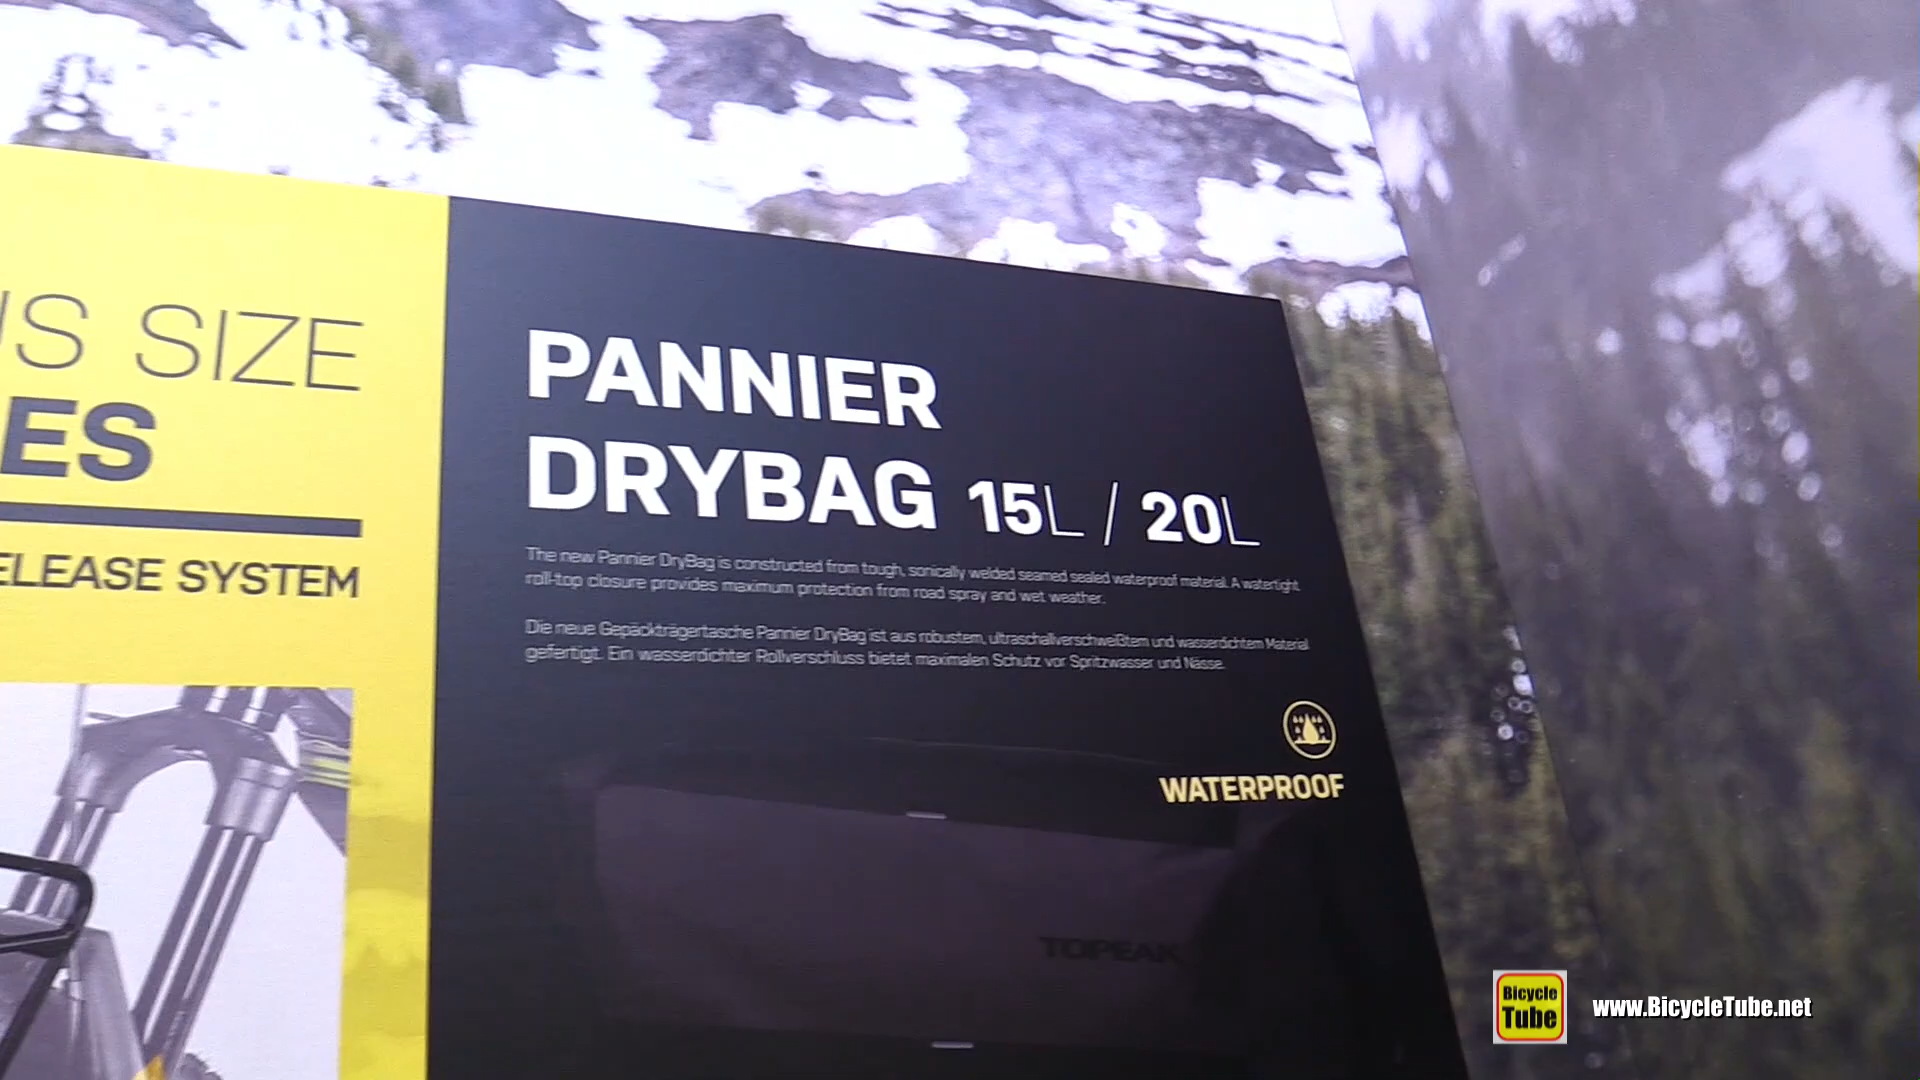 SIZE
ES
SYSTEM
PANNIER
DRYBAG 15L / 20L
The new Pannier DryBag is constructed from tough, sonically welded seamed sealed waterproof material. A watertight
roll-top closure provides maximum protection from road spray and wet weather.
Die neue Gepäckträgertasche Pannier DryBag ist aus robustem, ultraschallverschweißtem und wasserdichtem Material
gefertigt. Ein wasserdichter Rollverschluss bietet maximalen Schutz vor Spritzwasser und Nässe.
WATERPROOF
TOPEAK
Bicycle
Tube
www.BicycleTube.net